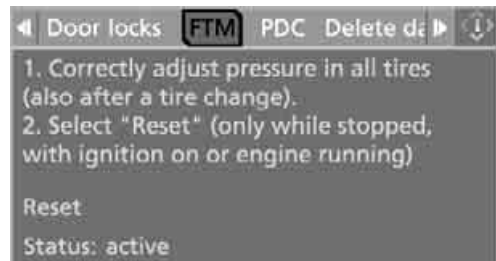 Door locks FTM PDC Delete da
1. Correctly adjust pressure in all tires
(also after a tire change).
2. Select "Reset" (only while stopped,
with ignition on or engine running)
Reset
Status: active